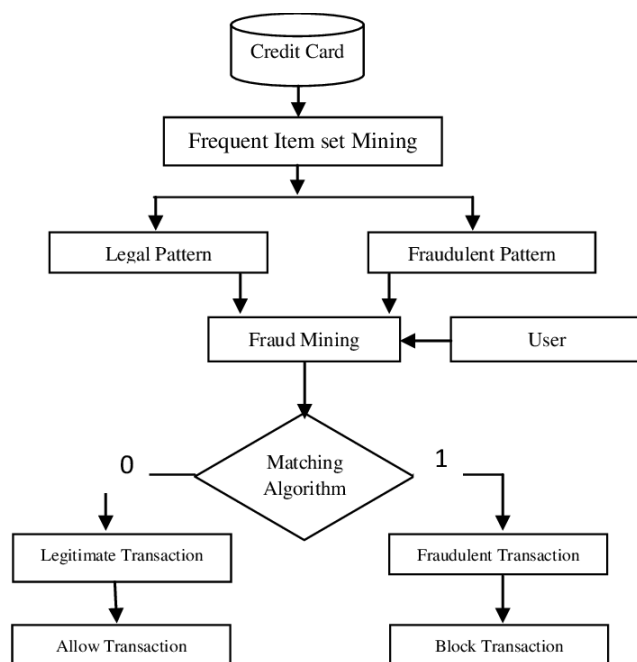 Credit Card
Frequent Item set Mining
Legal Pattern
Fraudulent Pattern
Fraud Mining
User
0
Matching
Algorithm
1
Legitimate Transaction
Fraudulent Transaction
Allow Transaction
Block Transaction